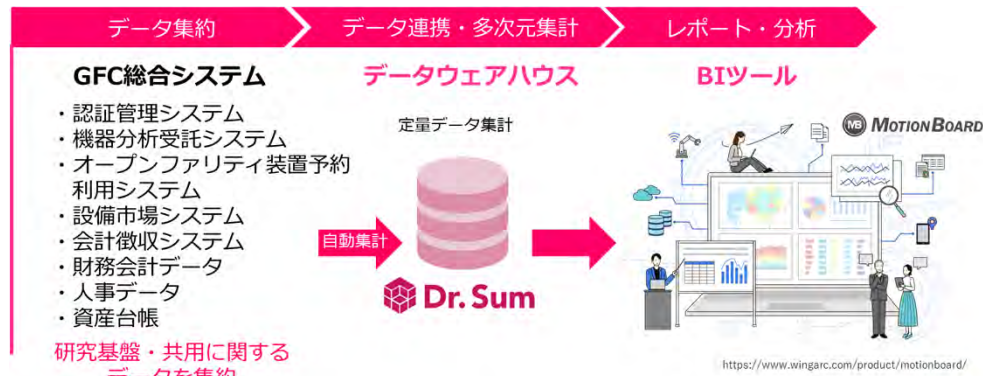 データ集約
データ連携・多次元集計
レポート・分析
GFC総合システム
・認証管理システム
・機器分析受託システム
・オープンファリティ装置予約
利用システム
・設備市場システム
・会計徴収システム
・財務会計データ
・人事データ
・資産台帳
研究基盤・共用に関する
データを集約
データウェアハウス
定量データ集計
自動集計
Dr. Sum
BIツール
MB MOTIONBOARD
https://www.wingarc.com/product/motionboard/